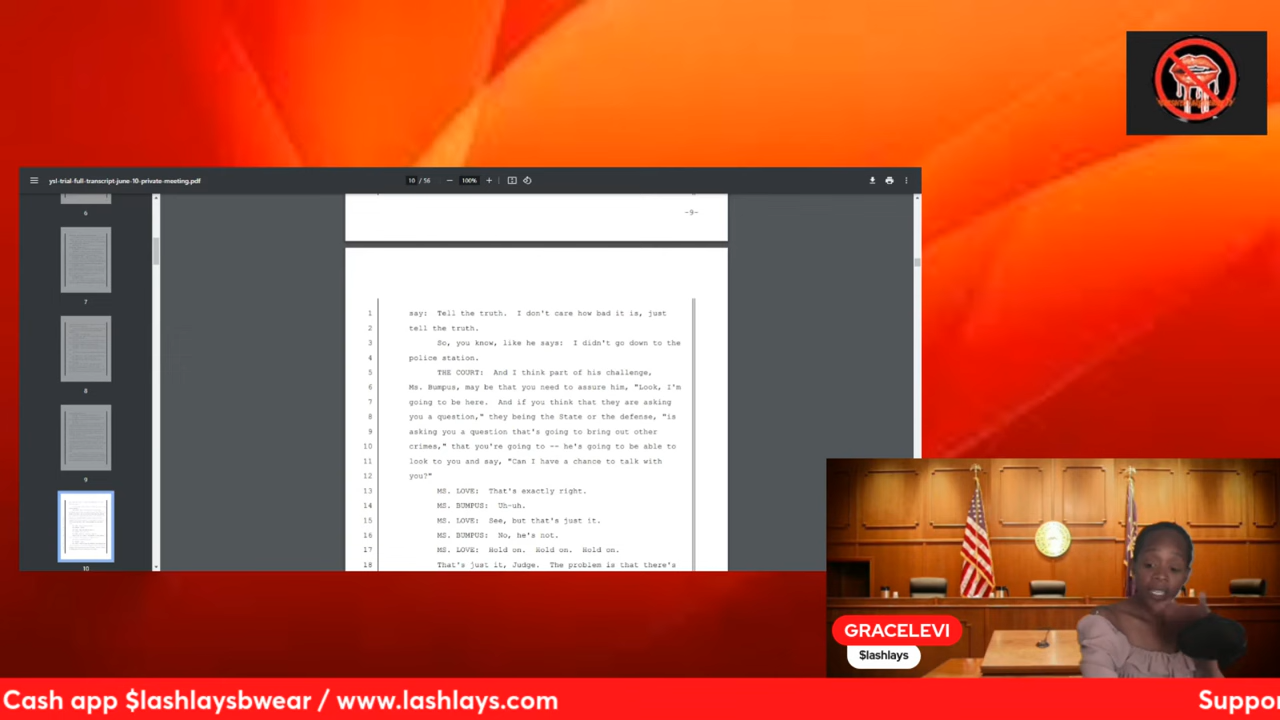 ysl-trial-full-transcript-june-10-private-meeting.pdf
10 / 56
100%
6
7
8
9
10
-9-
1 say: Tell the truth. I don't care how bad it is, just
2 tell the truth.
3 So, you know, like he says: I didn't go down to the
4 police station.
5 THE COURT: And I think part of his challenge,
6 Ms. Bumpus, may be that you need to assure him, "Look, I'm
7 going to be here. And if you think that they are asking
8 you a question," they being the State or the defense, "is
9 asking you a question that's going to bring out other
10 crimes," that you're going to -- he's going to be able to
11 look to you and say, "Can I have a chance to talk with
12 you?"
13 MS. LOVE: That's exactly right.
14 MS. BUMPUS: Uh-uh.
15 MS. LOVE: See, but that's just it.
16 MS. BUMPUS: No, he's not.
17 MS. LOVE: Hold on. Hold on. Hold on.
18 That's just it, Judge. The problem is that there's
GRACELEVI
$lashlays
Cash app $lashlaysbwear / www.lashlays.com
Suppor